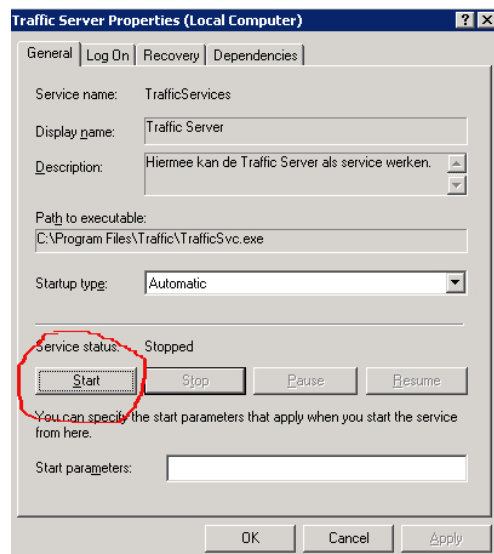 Traffic Server Properties (Local Computer)
General Log On Recovery Dependencies
Service name: TrafficServices
Display name: Traffic Server
Description: Hiermee kan de Traffic Server als service werken.
Path to executable:
C:\Program Files\Traffic\TrafficSvc.exe
Startup type: Automatic
Service status: Stopped
Start Stop Pause Resume
You can specify the start parameters that apply when you start the service
from here.
Start parameters:
OK Cancel Apply